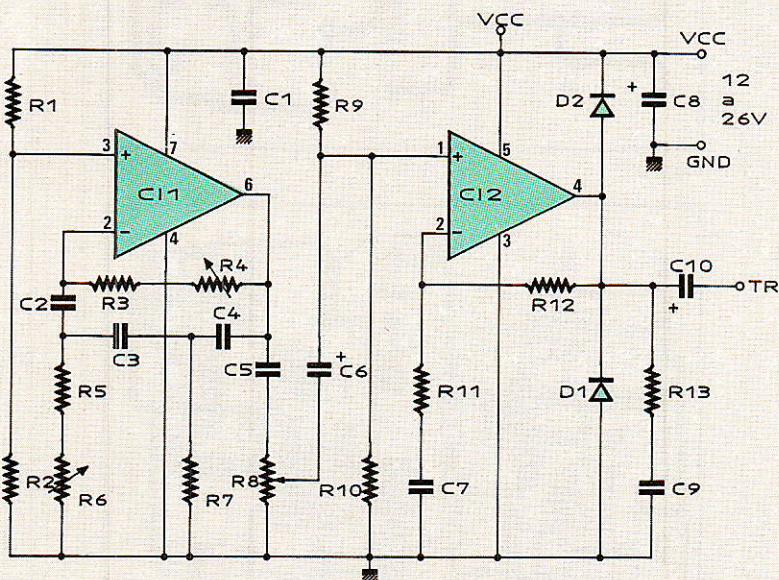 VCC
VCC
R1
C1
R9
D2
+
C8
12
a
26V
GND
3
+
7
CI1
6
2
−
4
1
+
5
CI2
4
2
−
3
R4
C2
R3
C4
C3
R12
C10
+
TR
R5
C5
+
C6
R11
D1
R13
R2
R6
R7
R8
R10
C7
C9